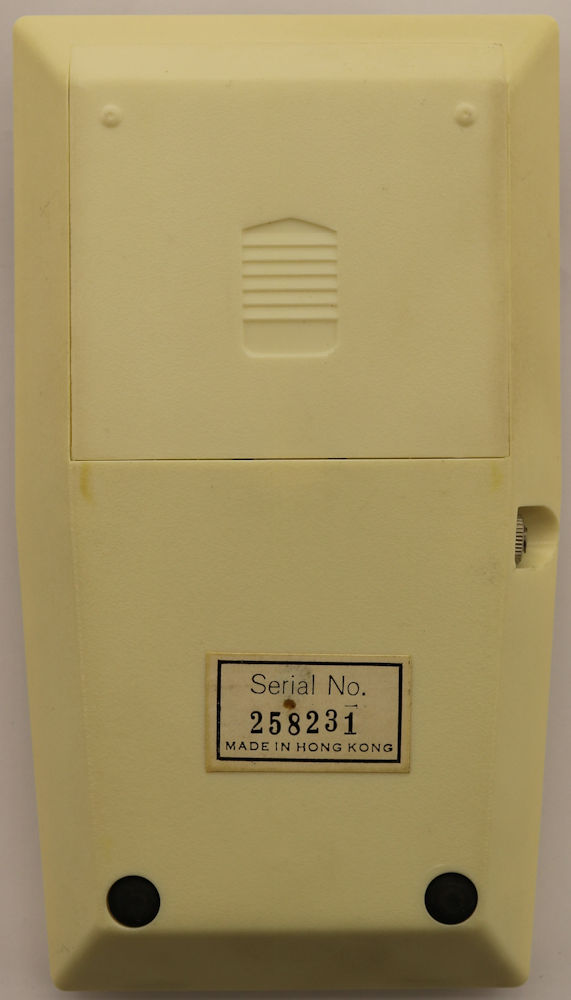 Serial No.
258231
MADE IN HONG KONG